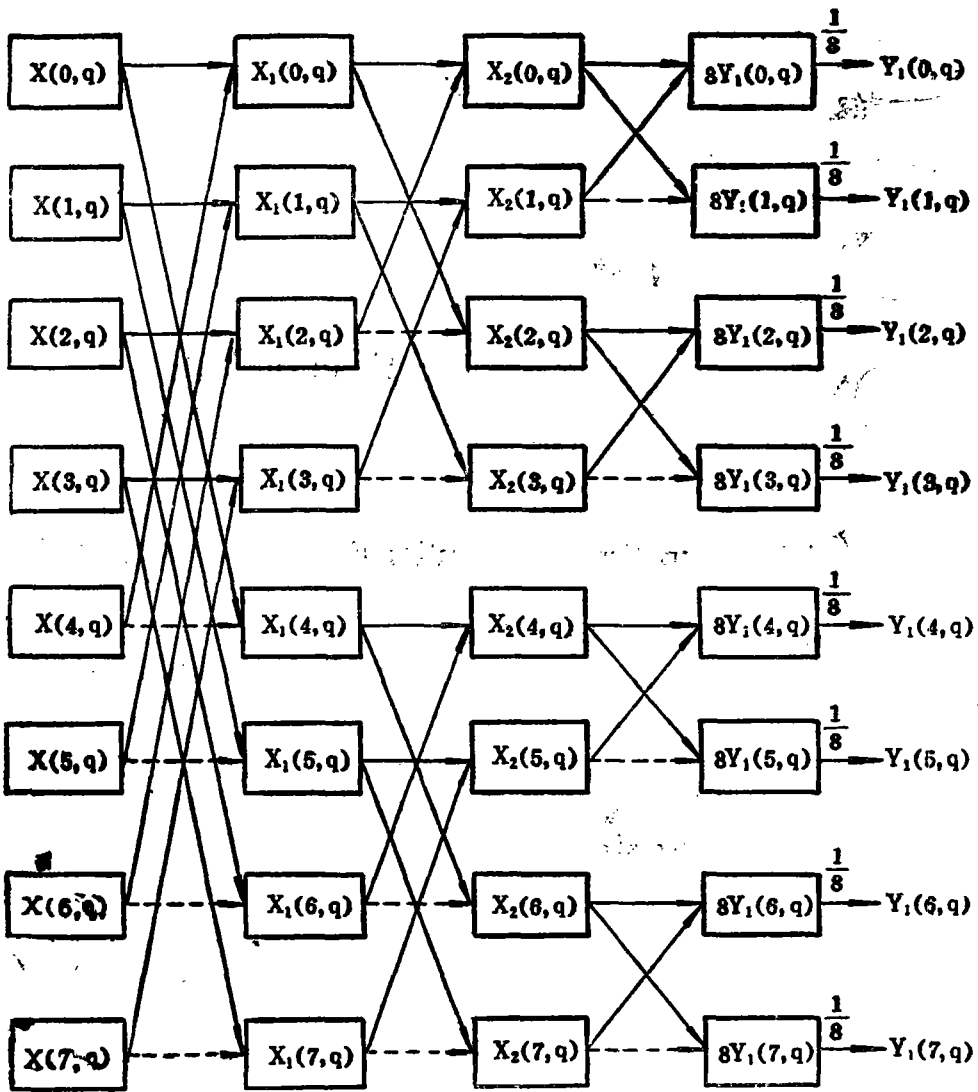 X(0,q) X₁(0,q) X₂(0,q) 8Y₁(0,q) 1/8 Y₁(0,q)
X(1,q) X₁(1,q) X₂(1,q) 8Y₁(1,q) 1/8 Y₁(1,q)
X(2,q) X₁(2,q) X₂(2,q) 8Y₁(2,q) 1/8 Y₁(2,q)
X(3,q) X₁(3,q) X₂(3,q) 8Y₁(3,q) 1/8 Y₁(3,q)
X(4,q) X₁(4,q) X₂(4,q) 8Y₁(4,q) 1/8 Y₁(4,q)
X(5,q) X₁(5,q) X₂(5,q) 8Y₁(5,q) 1/8 Y₁(5,q)
X(6,q) X₁(6,q) X₂(6,q) 8Y₁(6,q) 1/8 Y₁(6,q)
X(7,q) X₁(7,q) X₂(7,q) 8Y₁(7,q) 1/8 Y₁(7,q)